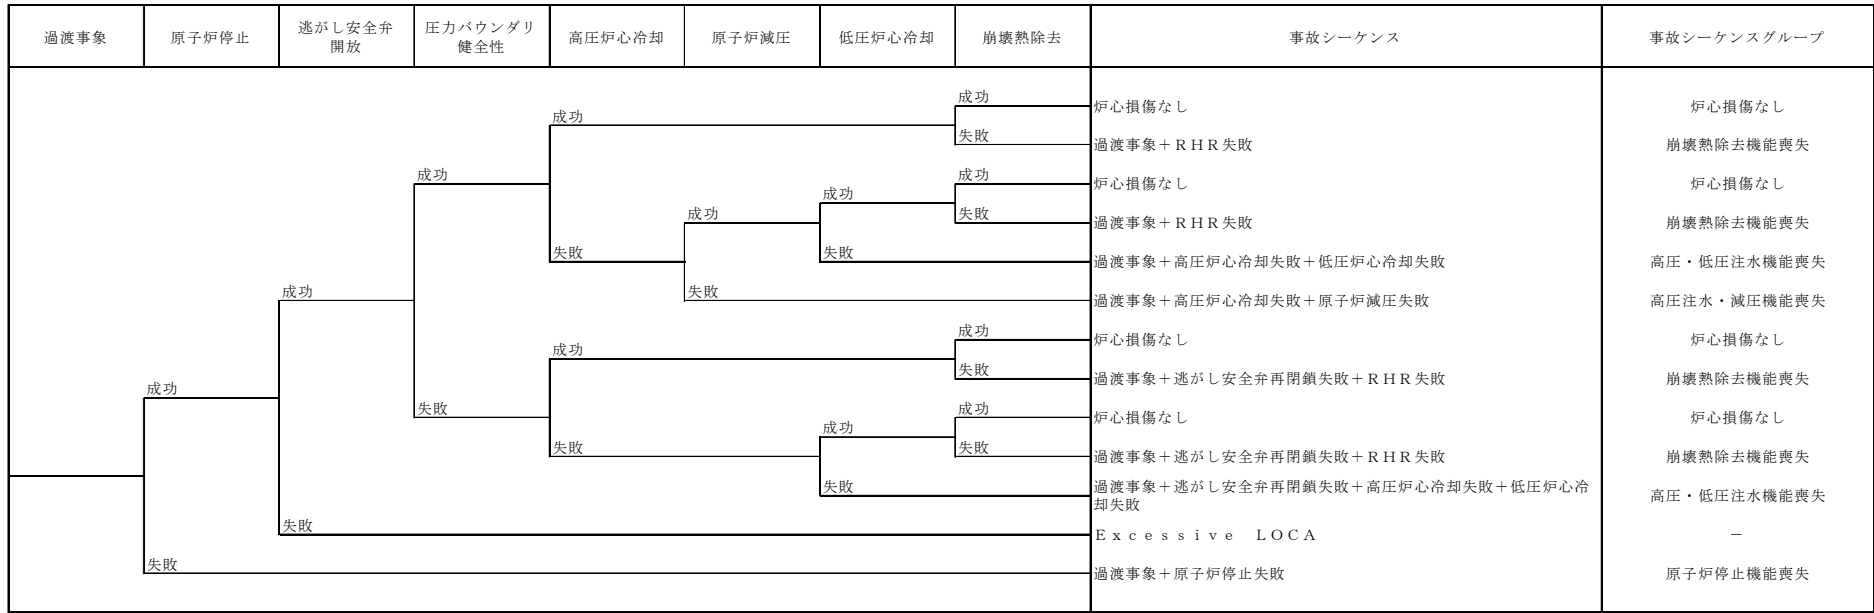 過渡事象
原子炉停止
逃がし安全弁
開放
圧力バウンダリ
健全性
高圧炉心冷却
原子炉減圧
低圧炉心冷却
崩壊熱除去
事故シーケンス
事故シーケンスグループ
成功
炉心損傷なし
炉心損傷なし
成功
失敗
過渡事象+RHR失敗
崩壊熱除去機能喪失
成功
成功
炉心損傷なし
炉心損傷なし
成功
成功
失敗
過渡事象+RHR失敗
崩壊熱除去機能喪失
失敗
失敗
過渡事象+高圧炉心冷却失敗+低圧炉心冷却失敗
高圧・低圧注水機能喪失
成功
失敗
過渡事象+高圧炉心冷却失敗+原子炉減圧失敗
高圧注水・減圧機能喪失
成功
炉心損傷なし
炉心損傷なし
成功
失敗
過渡事象+逃がし安全弁再閉鎖失敗+RHR失敗
崩壊熱除去機能喪失
成功
失敗
成功
炉心損傷なし
炉心損傷なし
成功
失敗
失敗
過渡事象+逃がし安全弁再閉鎖失敗+RHR失敗
崩壊熱除去機能喪失
失敗
過渡事象+逃がし安全弁再閉鎖失敗+高圧炉心冷却失敗+低圧炉心冷
却失敗
高圧・低圧注水機能喪失
失敗
Excessive LOCA
-
失敗
過渡事象+原子炉停止失敗
原子炉停止機能喪失